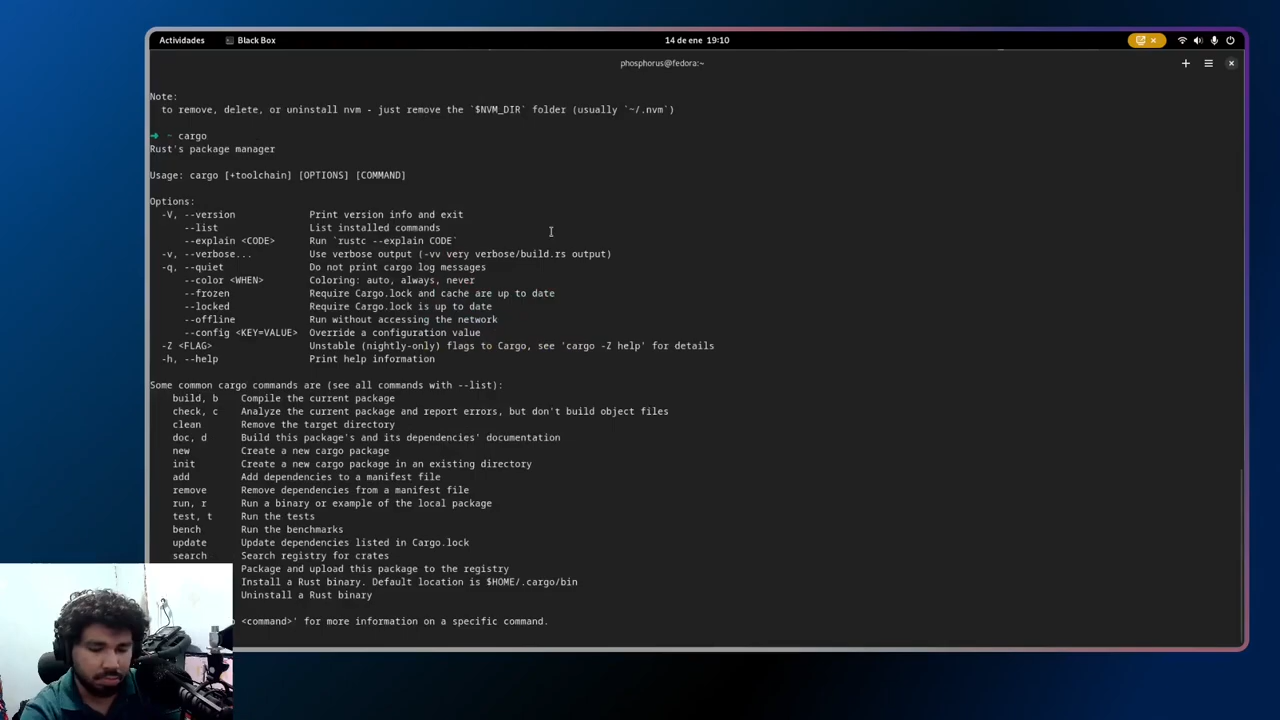 Actividades Black Box 14 de ene 19:10
phosphorus@fedora:~
Note:
to remove, delete, or uninstall nvm - just remove the `$NVM_DIR` folder (usually `~/.nvm`)
➜ ~ cargo
Rust's package manager
Usage: cargo [+toolchain] [OPTIONS] [COMMAND]
Options:
-V, --version Print version info and exit
--list List installed commands
--explain <CODE> Run `rustc --explain CODE`
-v, --verbose... Use verbose output (-vv very verbose/build.rs output)
-q, --quiet Do not print cargo log messages
--color <WHEN> Coloring: auto, always, never
--frozen Require Cargo.lock and cache are up to date
--locked Require Cargo.lock is up to date
--offline Run without accessing the network
--config <KEY=VALUE> Override a configuration value
-Z <FLAG> Unstable (nightly-only) flags to Cargo, see 'cargo -Z help' for details
-h, --help Print help information
Some common cargo commands are (see all commands with --list):
build, b Compile the current package
check, c Analyze the current package and report errors, but don't build object files
clean Remove the target directory
doc, d Build this package's and its dependencies' documentation
new Create a new cargo package
init Create a new cargo package in an existing directory
add Add dependencies to a manifest file
remove Remove dependencies from a manifest file
run, r Run a binary or example of the local package
test, t Run the tests
bench Run the benchmarks
update Update dependencies listed in Cargo.lock
search Search registry for crates
Package and upload this package to the registry
Install a Rust binary. Default location is $HOME/.cargo/bin
Uninstall a Rust binary
<command>' for more information on a specific command.